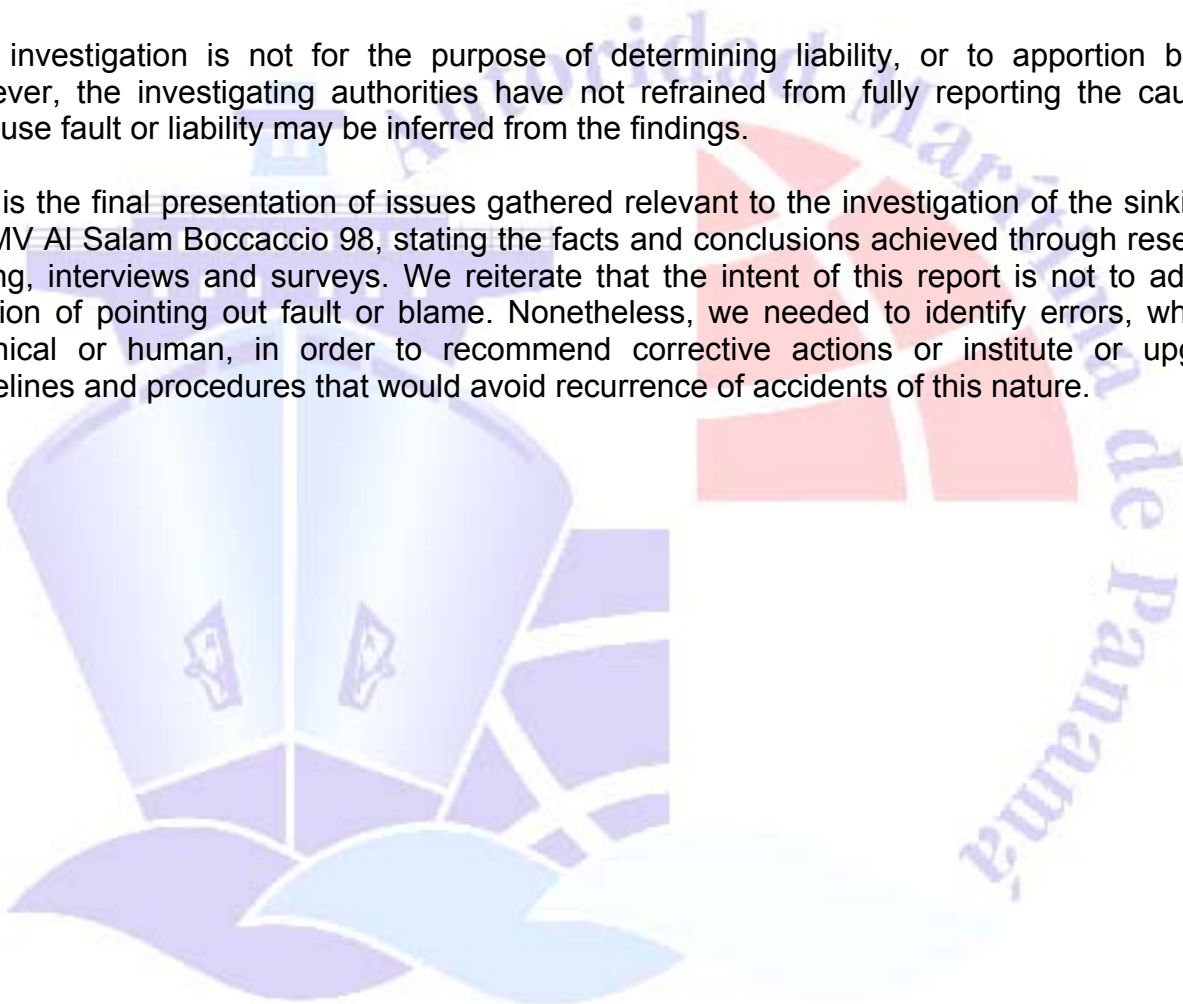 investigation is not for the purpose of determining liability, or to apportion b
ever, the investigating authorities have not refrained from fully reporting the cau
use fault or liability may be inferred from the findings.
is the final presentation of issues gathered relevant to the investigation of the sinki
MV Al Salam Boccaccio 98, stating the facts and conclusions achieved through rese
ng, interviews and surveys. We reiterate that the intent of this report is not to ad
ion of pointing out fault or blame. Nonetheless, we needed to identify errors, wh
nical or human, in order to recommend corrective actions or institute or upg
elines and procedures that would avoid recurrence of accidents of this nature.
Autoridad Marítima de Panamá